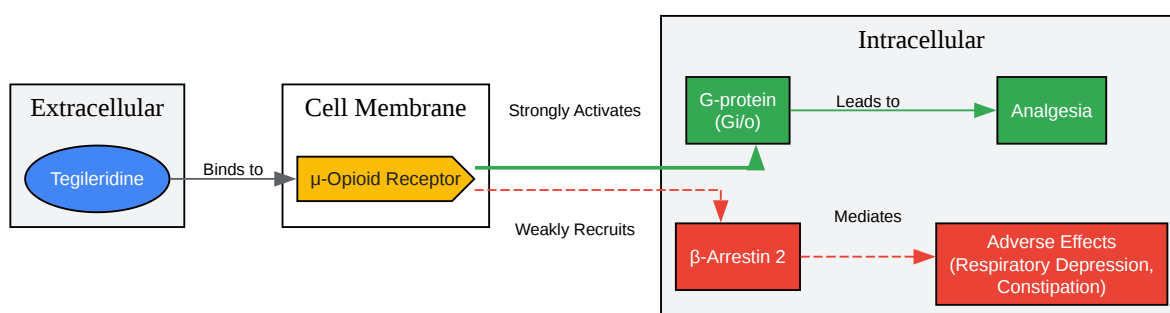 Intracellular
Extracellular
Cell Membrane
Strongly Activates
G-protein
(Gi/o)
Leads to
Analgesia
Tegileridine
Binds to
μ-Opioid Receptor
Weakly Recruits
β-Arrestin 2
Mediates
Adverse Effects
(Respiratory Depression,
Constipation)